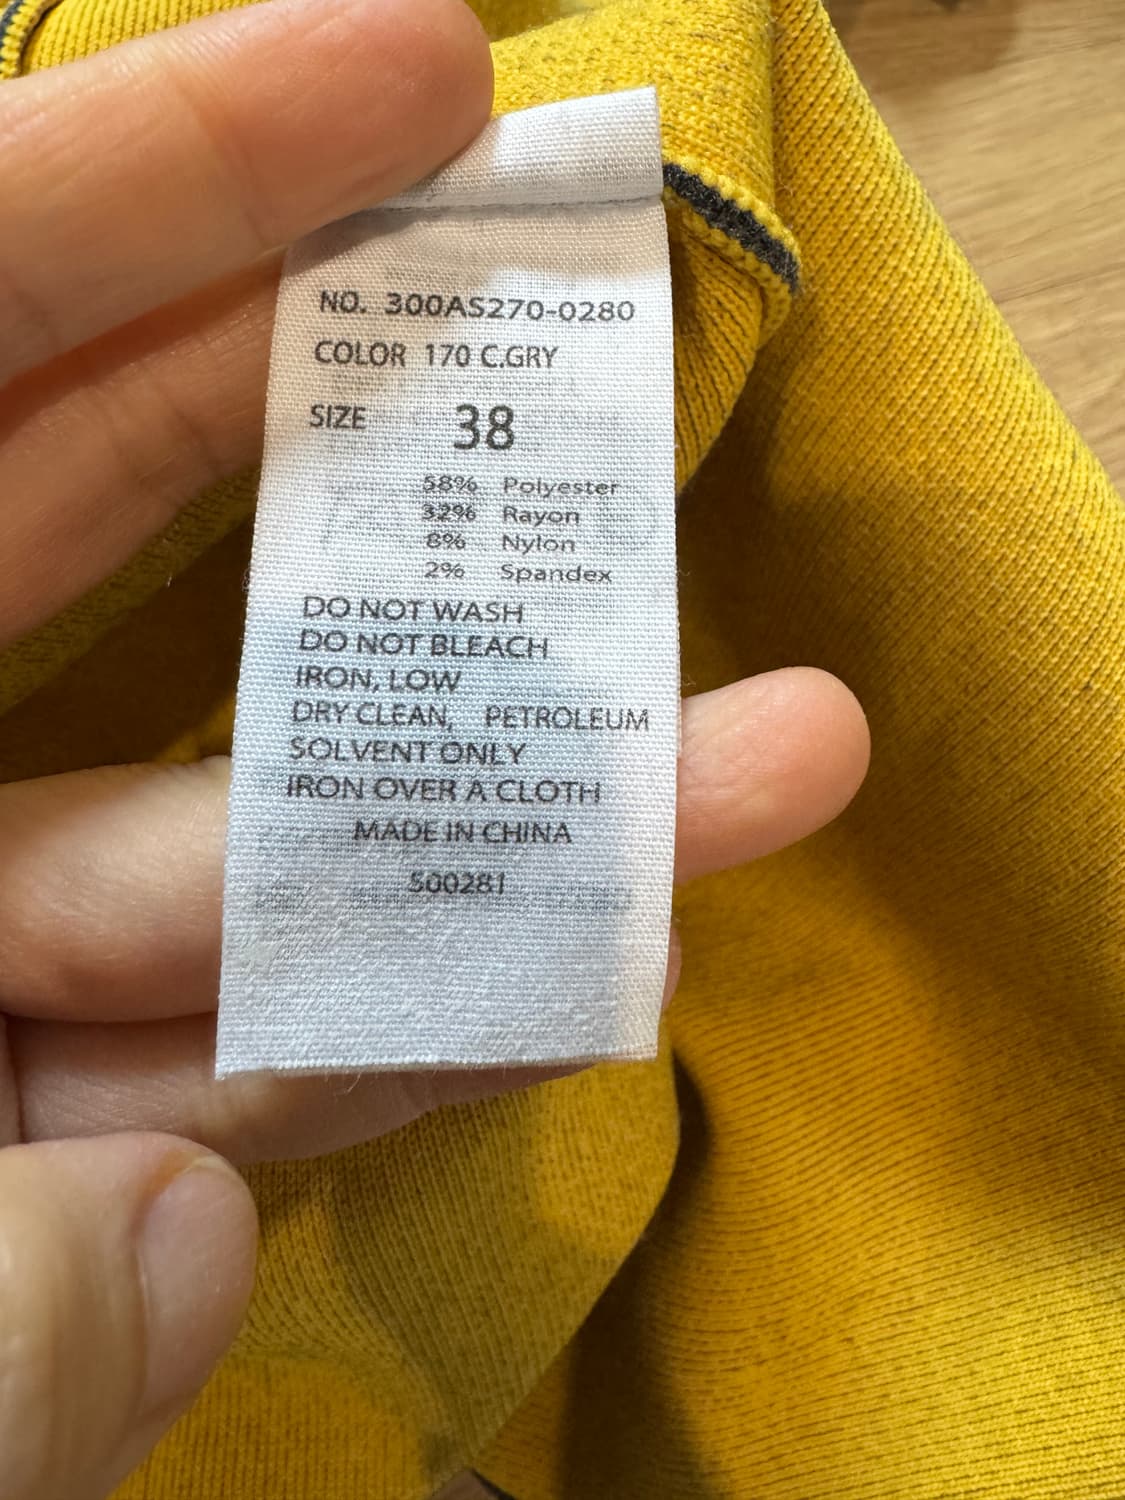 NO. 300AS270-0280
COLOR 170 C.GRY
SIZE 38
58% Polyester
32% Rayon
8% Nylon
2% Spandex
DO NOT WASH
DO NOT BLEACH
IRON, LOW
DRY CLEAN, PETROLEUM
SOLVENT ONLY
IRON OVER A CLOTH
MADE IN CHINA
500281